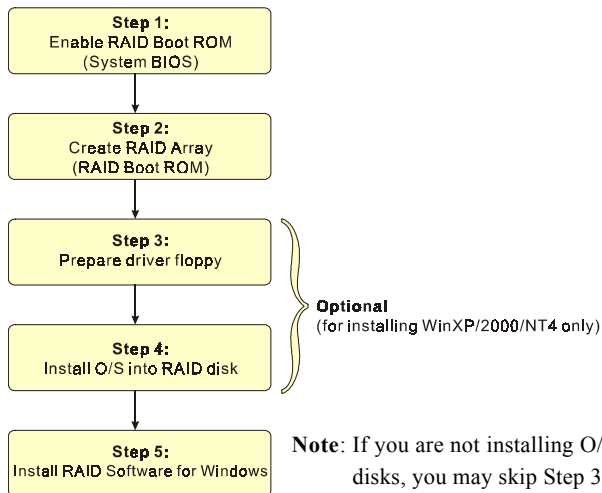 Step 1:
Enable RAID Boot ROM
(System BIOS)
Step 2:
Create RAID Array
(RAID Boot ROM)
Step 3:
Prepare driver floppy
Optional
(for installing WinXP/2000/NT4 only)
Step 4:
Install O/S into RAID disk
Step 5:
Install RAID Software for Windows
Note: If you are not installing O/
disks, you may skip Step 3